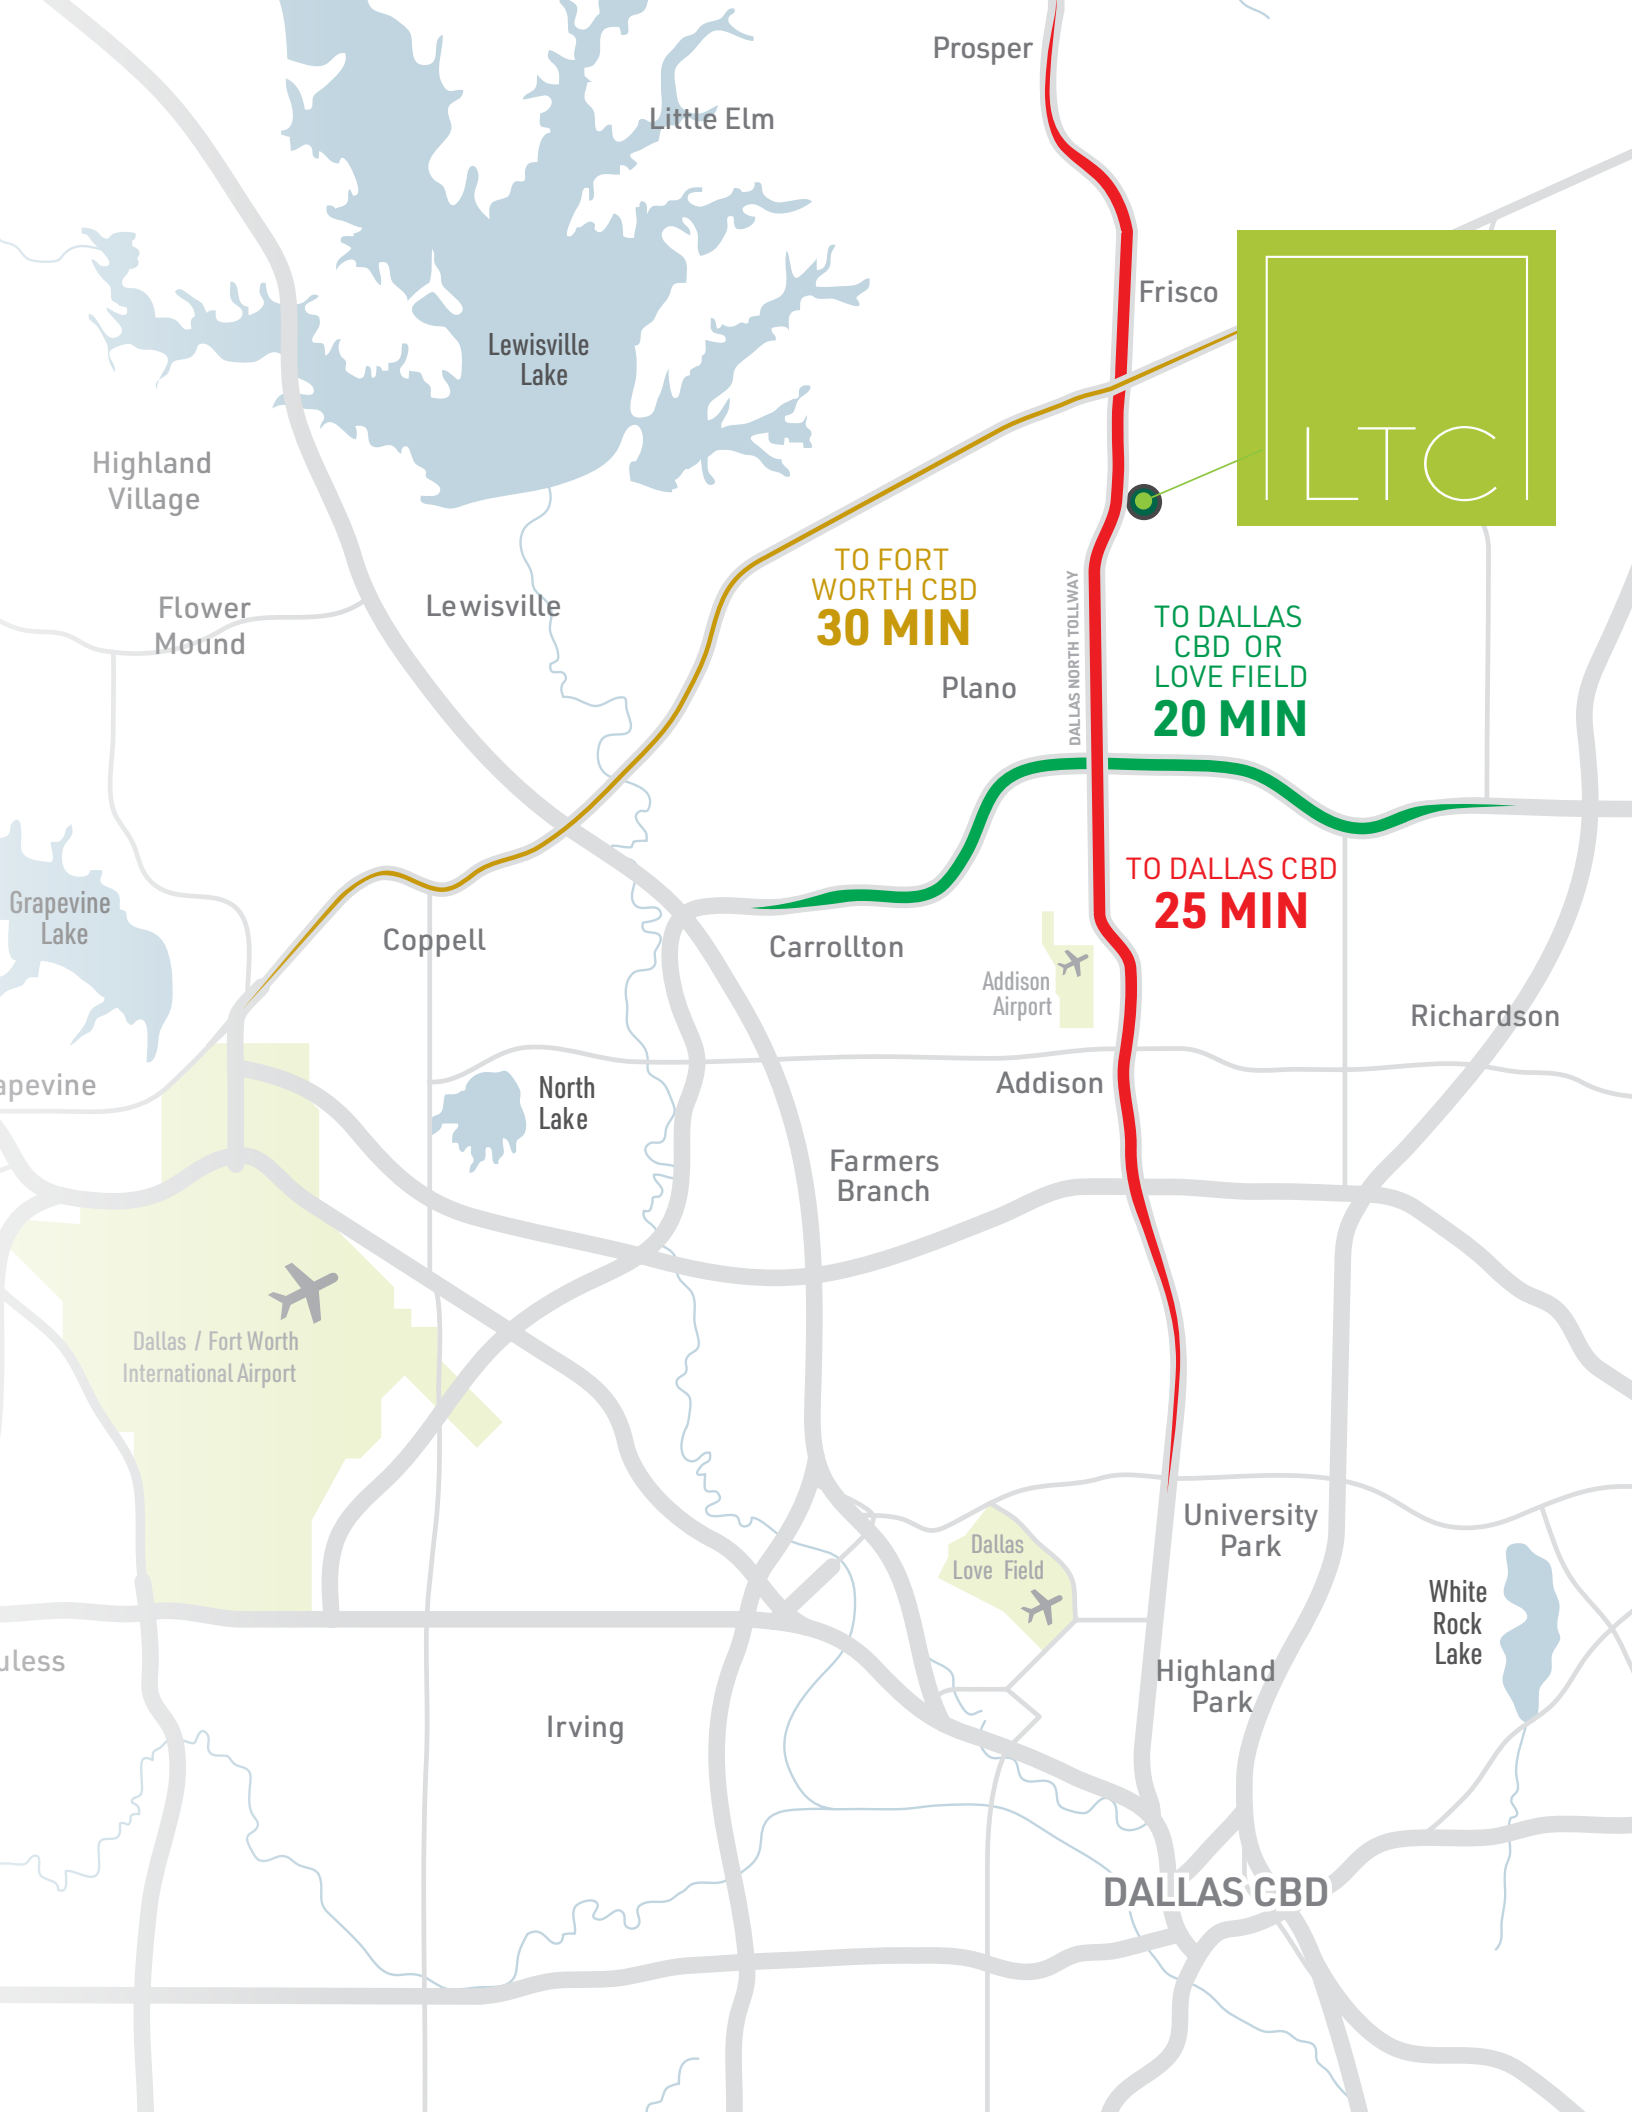 Prosper
Little Elm
Frisco
Lewisville
Lake
LTC
Highland
Village
TO FORT
WORTH CBD
30 MIN
Flower
Mound
Lewisville
DALLAS NORTH TOLLWAY
TO DALLAS
CBD OR
LOVE FIELD
20 MIN
Plano
TO DALLAS CBD
25 MIN
Grapevine
Lake
Coppell
Carrollton
Addison
Airport
Richardson
apevine
North
Lake
Addison
Farmers
Branch
Dallas / Fort Worth
International Airport
University
Park
Dallas
Love Field
White
Rock
Lake
uless
Highland
Park
Irving
DALLAS CBD